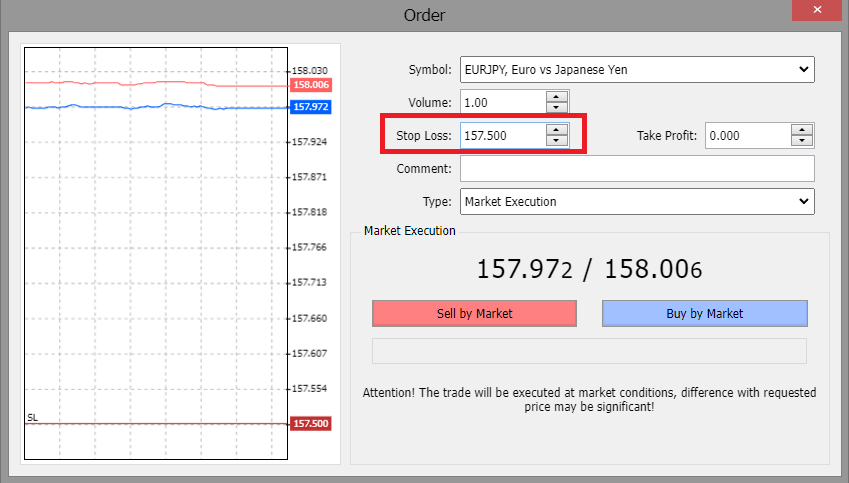 Order
158.030
158.006
157.972
157.924
157.871
157.818
157.766
157.713
157.660
157.607
157.554
SL
157.500
Symbol: EURJPY, Euro vs Japanese Yen
Volume: 1.00
Stop Loss: 157.500 Take Profit: 0.000
Comment:
Type: Market Execution
Market Execution
157.972 / 158.006
Sell by Market Buy by Market
Attention! The trade will be executed at market conditions, difference with requested
price may be significant!